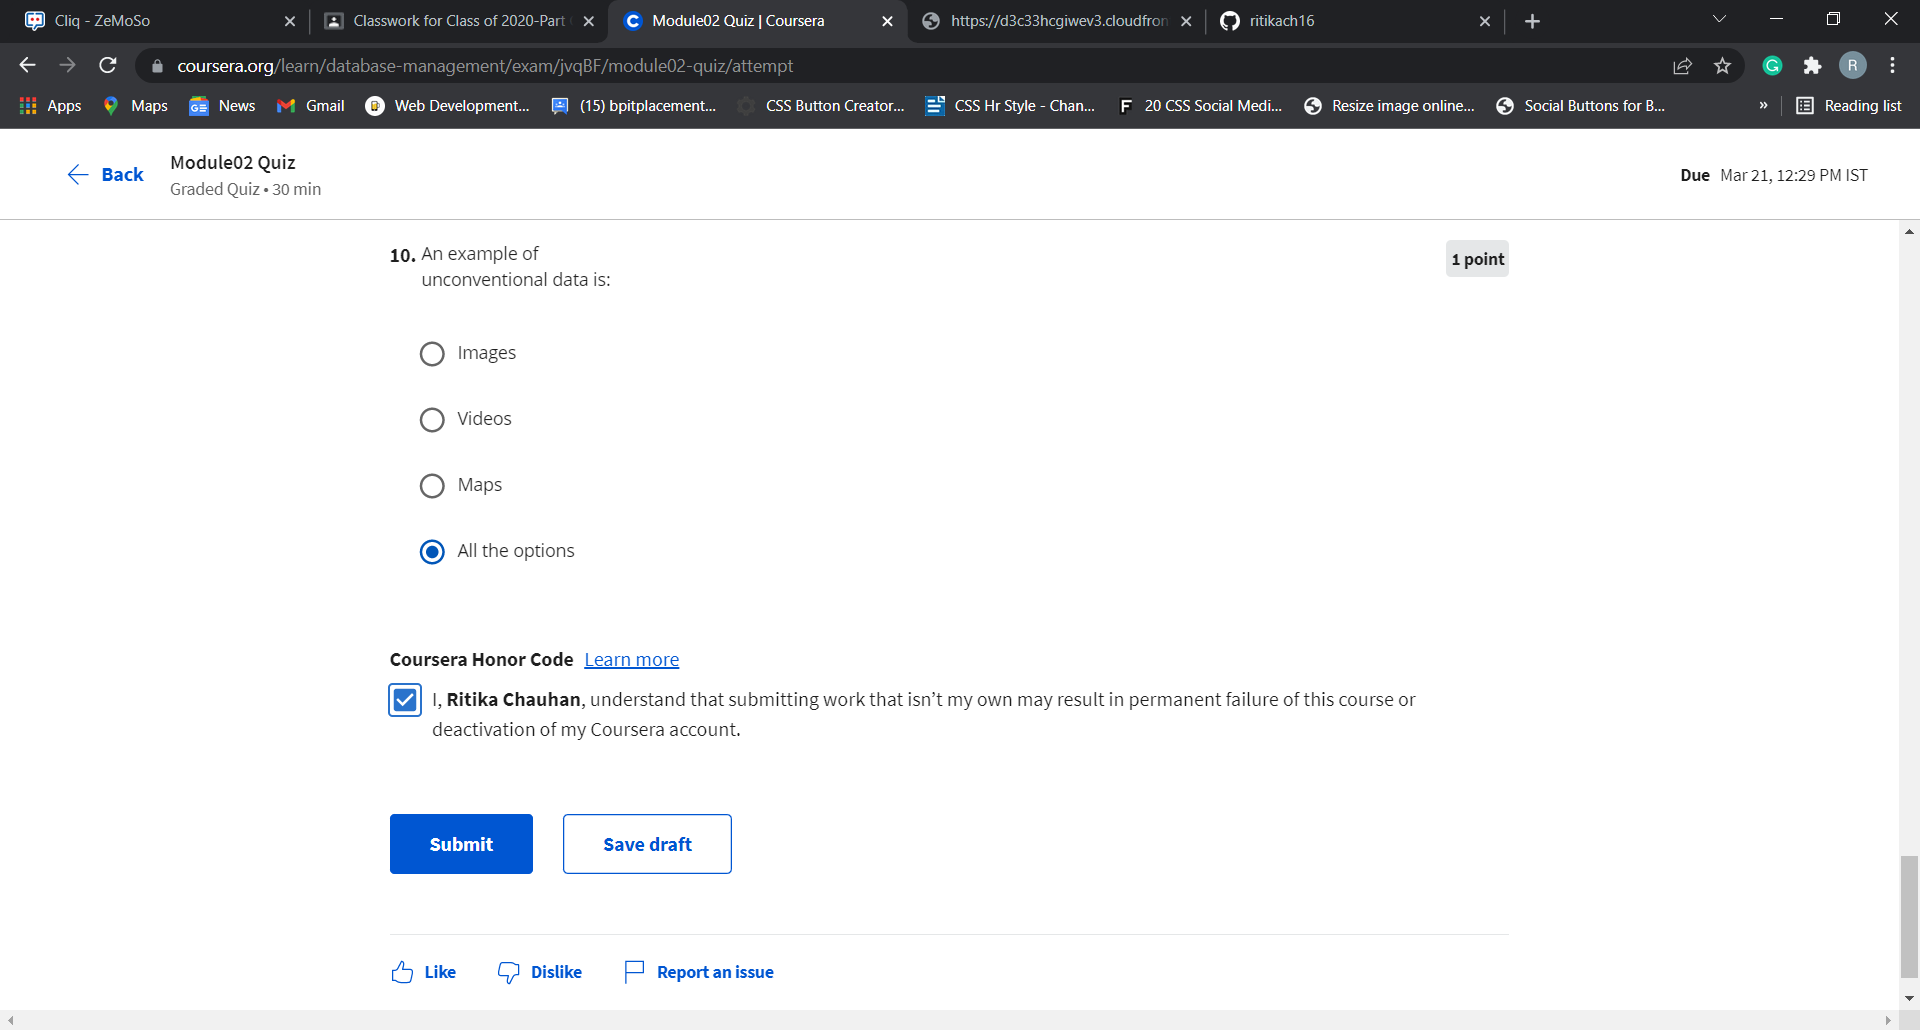 Cliq - ZeMoSo
Classwork for Class of 2020-Part
Module02 Quiz | Coursera
https://d3c33hcgiwev3.cloudfron
ritikach16
coursera.org/learn/database-management/exam/jvqBF/module02-quiz/attempt
R
Apps
Maps
News
Gmail
Web Development...
(15) bpitplacement...
CSS Button Creator...
CSS Hr Style - Chan...
20 CSS Social Medi...
Resize image online...
Social Buttons for B...
»
Reading list
Back
Module02 Quiz
Graded Quiz • 30 min
Due Mar 21, 12:29 PM IST
10. An example of
unconventional data is:
1 point
Images
Videos
Maps
All the options
Coursera Honor Code Learn more
I, Ritika Chauhan, understand that submitting work that isn’t my own may result in permanent failure of this course or
deactivation of my Coursera account.
Submit
Save draft
Like
Dislike
Report an issue